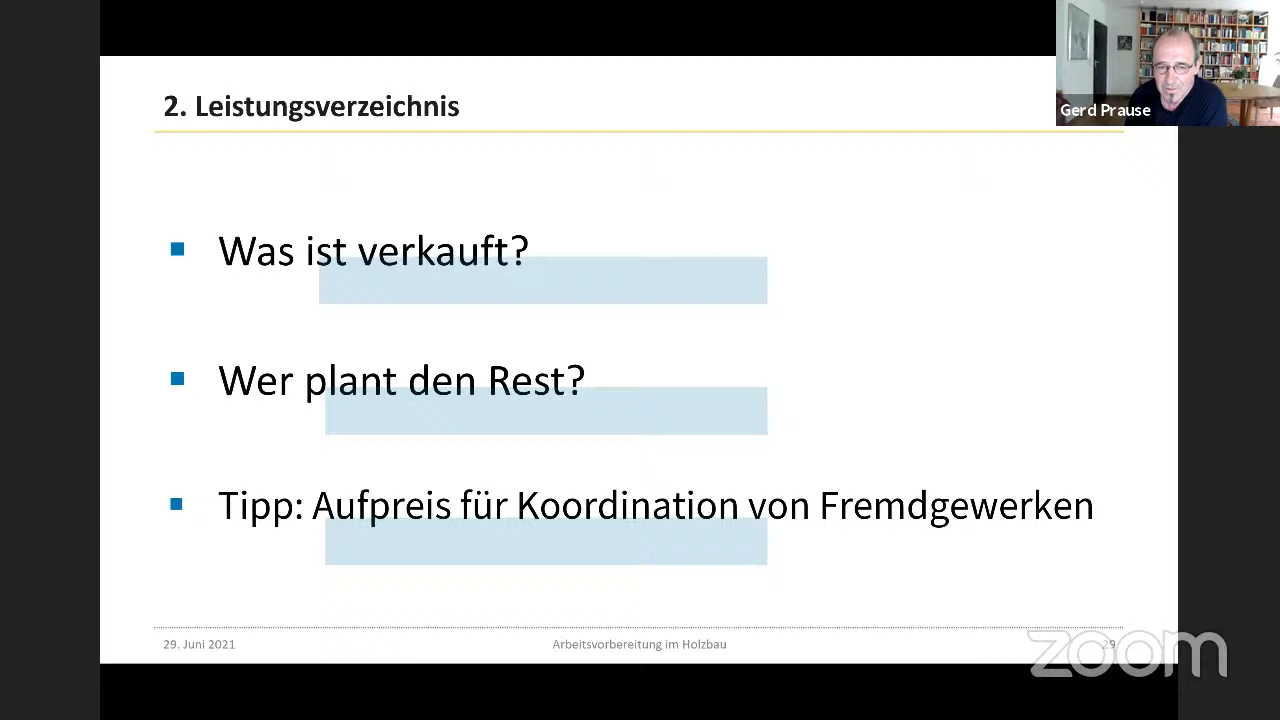 2. Leistungsverzeichnis
Gerd Prause
Was ist verkauft?
Wer plant den Rest?
Tipp: Aufpreis für Koordination von Fremdgewerken
29. Juni 2021
Arbeitsvorbereitung im Holzbau
29
zoom